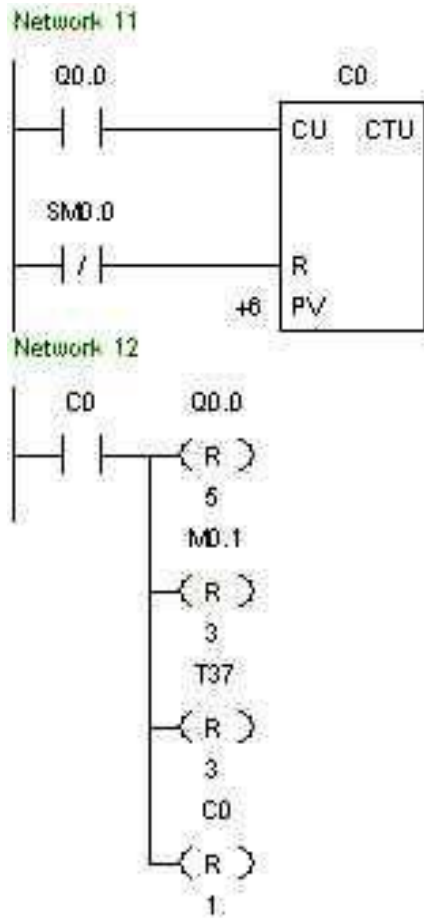 Network 11
Q0.0 C0
CU CTU
SM0.0
/
R
+6 PV
Network 12
C0 Q0.0
R
5
M0.1
R
3
T37
R
3
C0
R
1